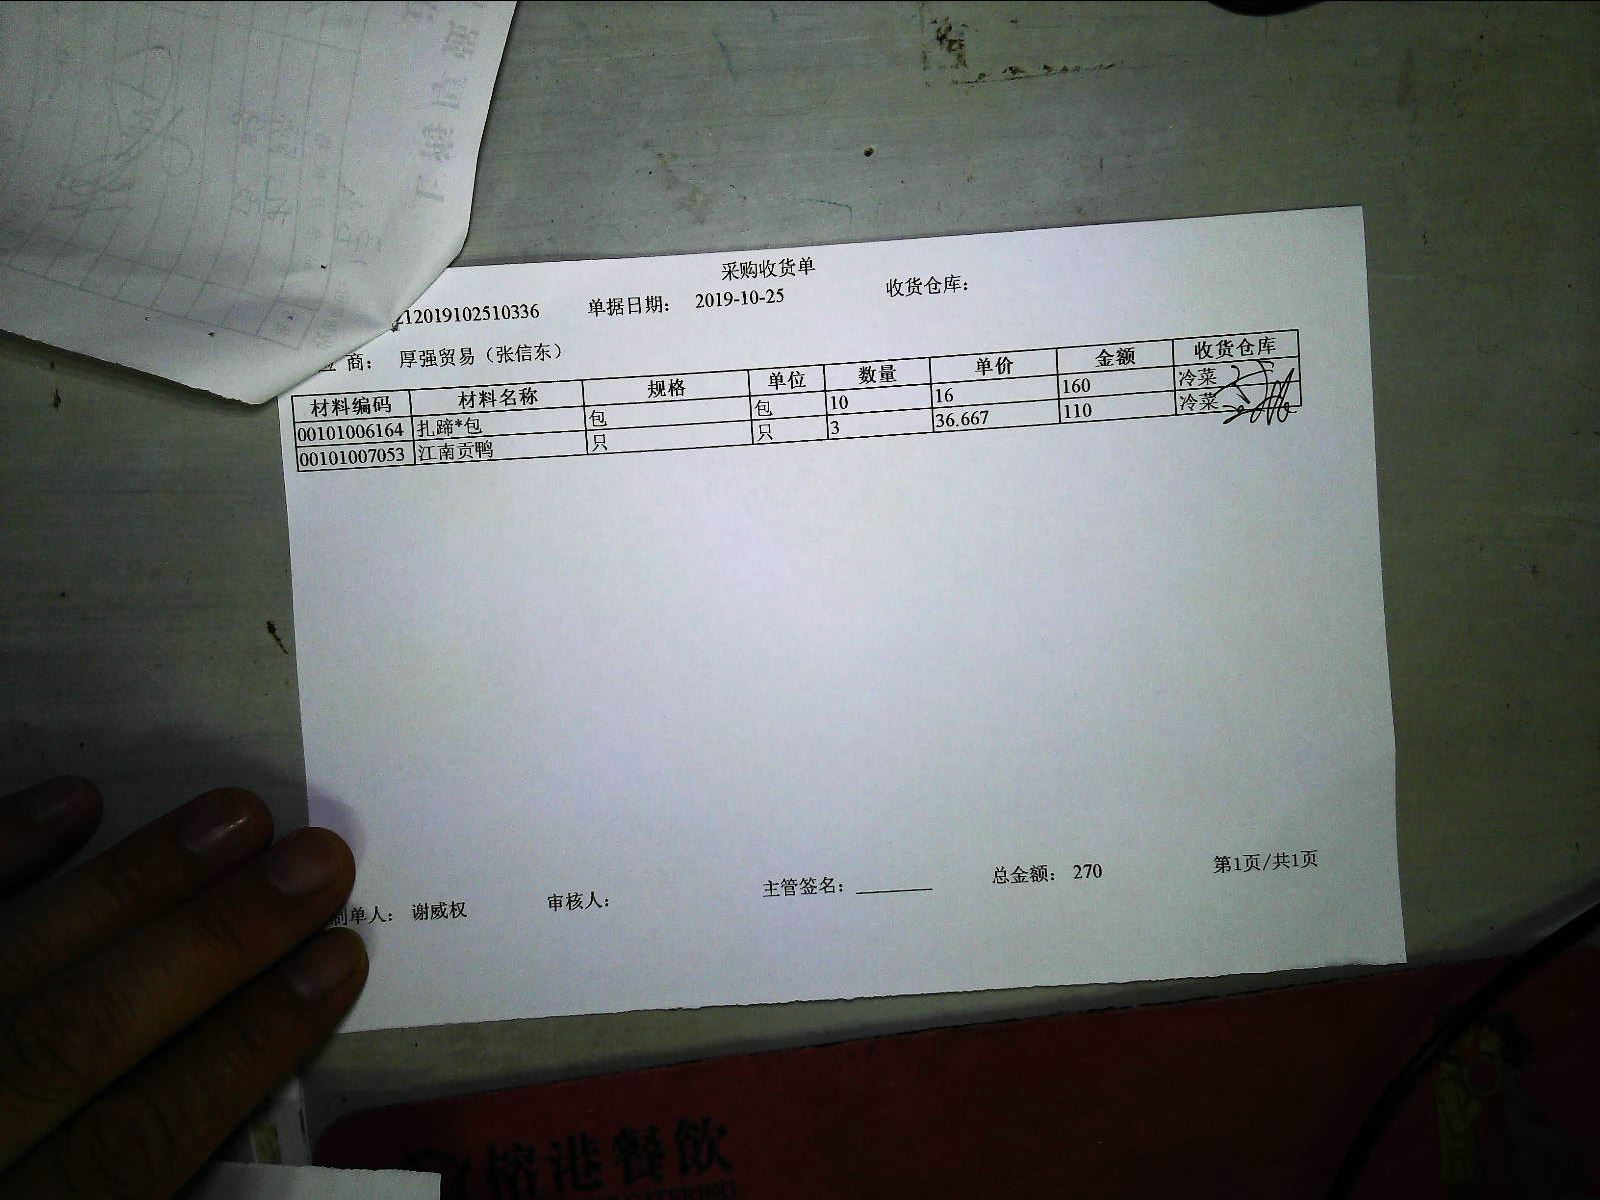 采购收货单
12019102510336 单据日期: 2019-10-25 收货仓库:
商: 厚强贸易（张信东）
材料编码 材料名称 规格 单位 数量 单价 金额 收货仓库
00101006164 扎蹄*包 包 包 10 16 160 冷菜
00101007053 江南贡鸭 只 只 3 36.667 110 冷菜
制单人: 谢威权 审核人: 主管签名: 总金额: 270 第1页/共1页
榕港餐飲